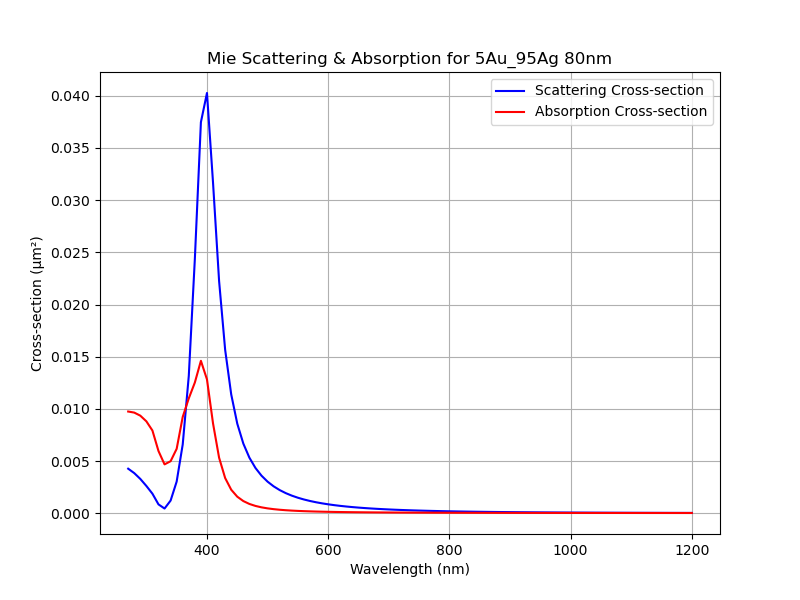 Mie Scattering & Absorption for 5Au_95Ag 80nm
Scattering Cross-section
Absorption Cross-section
Cross-section (μm²)
0.040
0.035
0.030
0.025
0.020
0.015
0.010
0.005
0.000
400
600
800
1000
1200
Wavelength (nm)